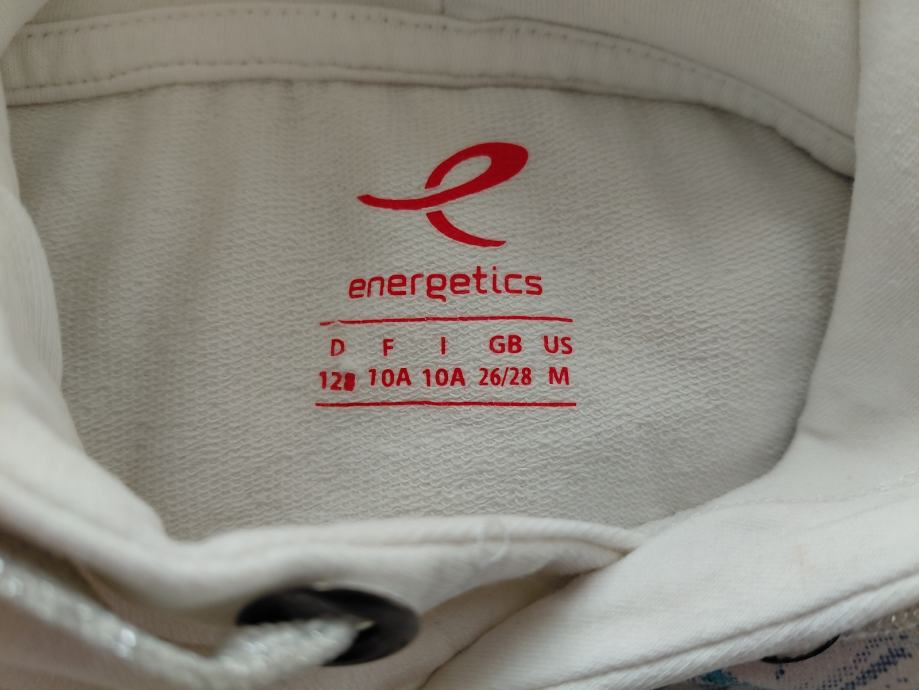 energetics
D F I GB US
128 10A 10A 26/28 M